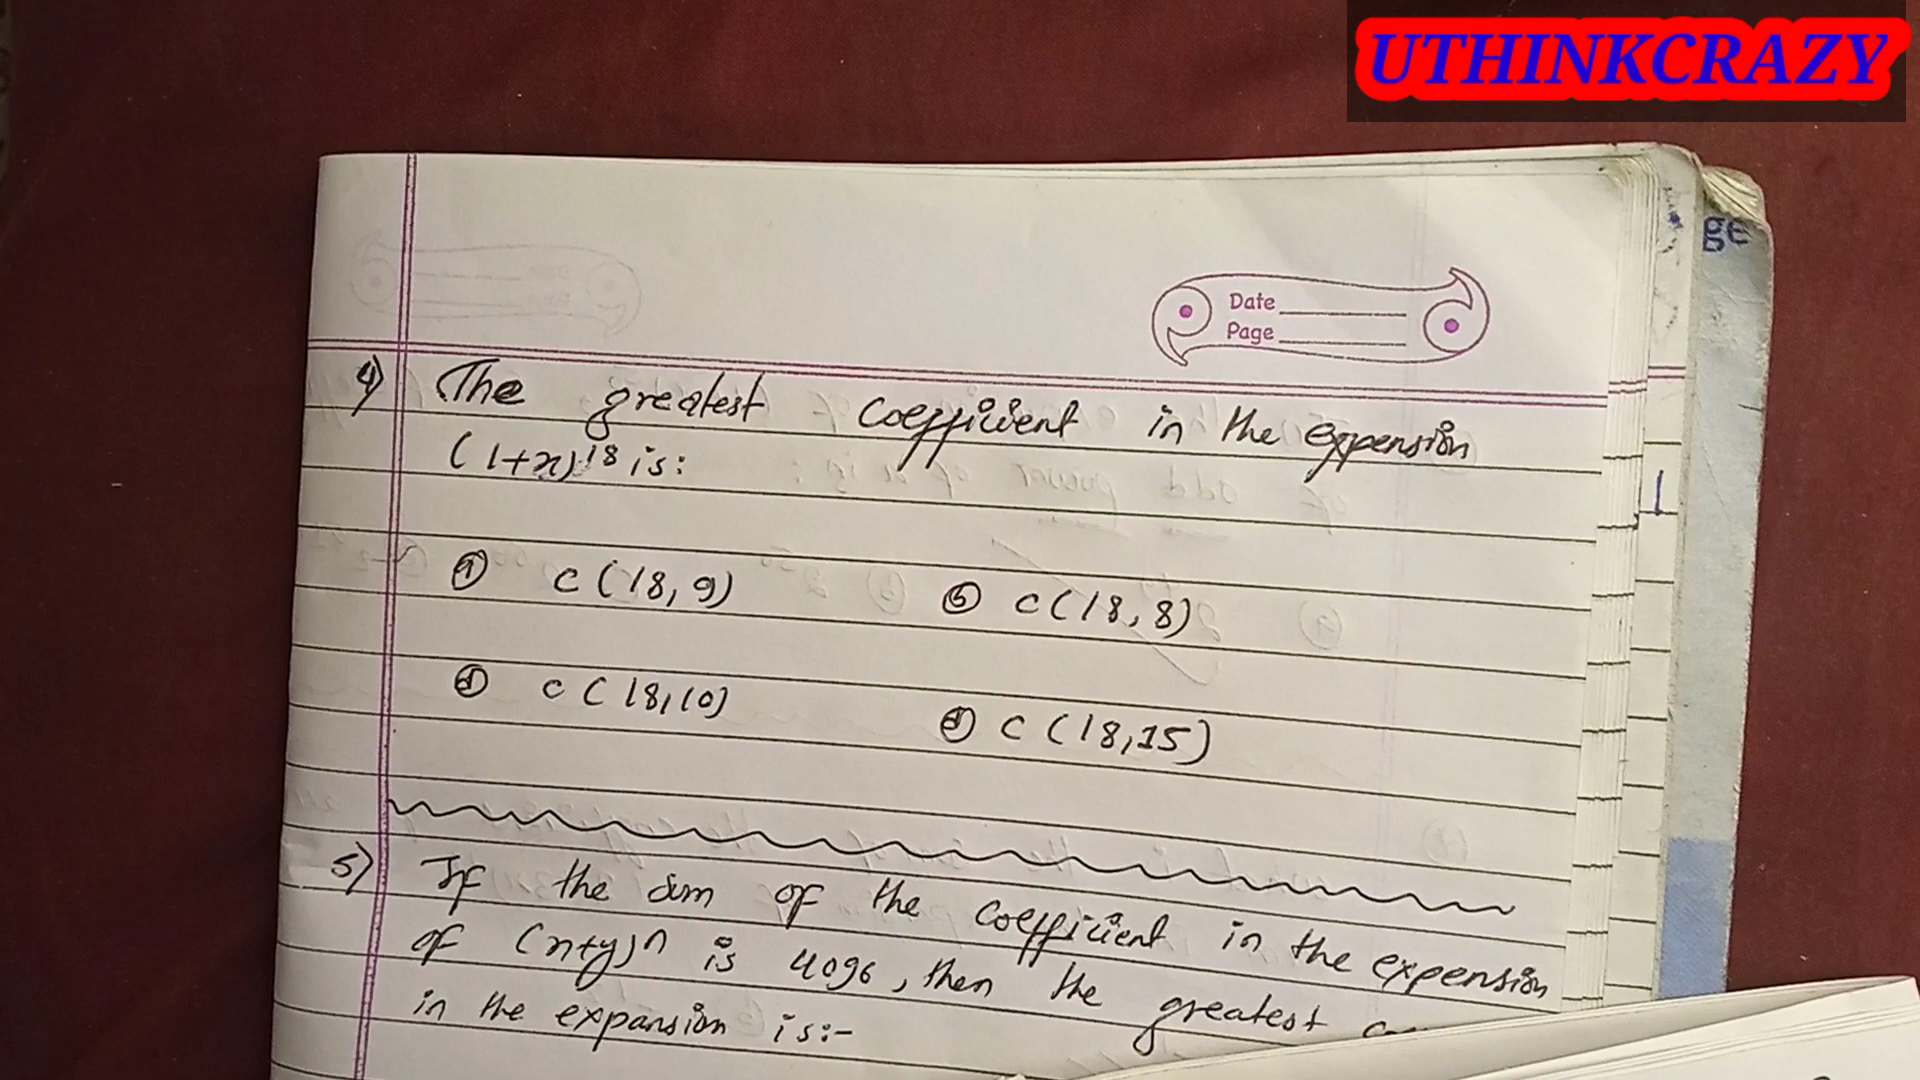 UTHINKCRAZY
ge
Date
Page
4) The greatest coefficient in the expension
(1+x)18 is:
a c(18,9) b c(18,8)
c(18,10) d c(18,15)
5) If the sum of the coefficient in the expension
of (x+y)n is 4096, then the greatest
in the expansion is:-